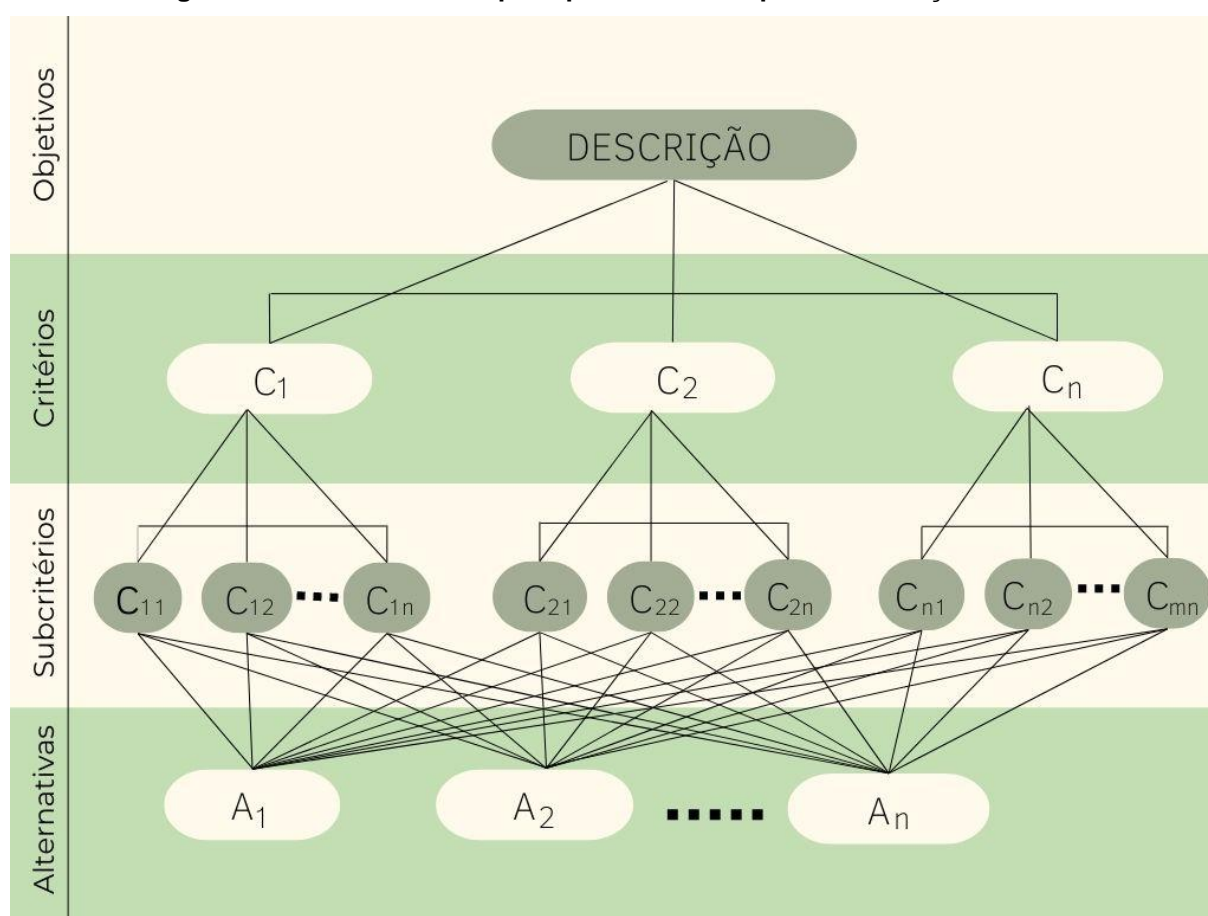 Objetivos
DESCRIÇÃO
Critérios
C1
C2
Cn
Subcritérios
C11
C12
C1n
C21
C22
C2n
Cn1
Cn2
Cmn
Alternativas
A1
A2
An